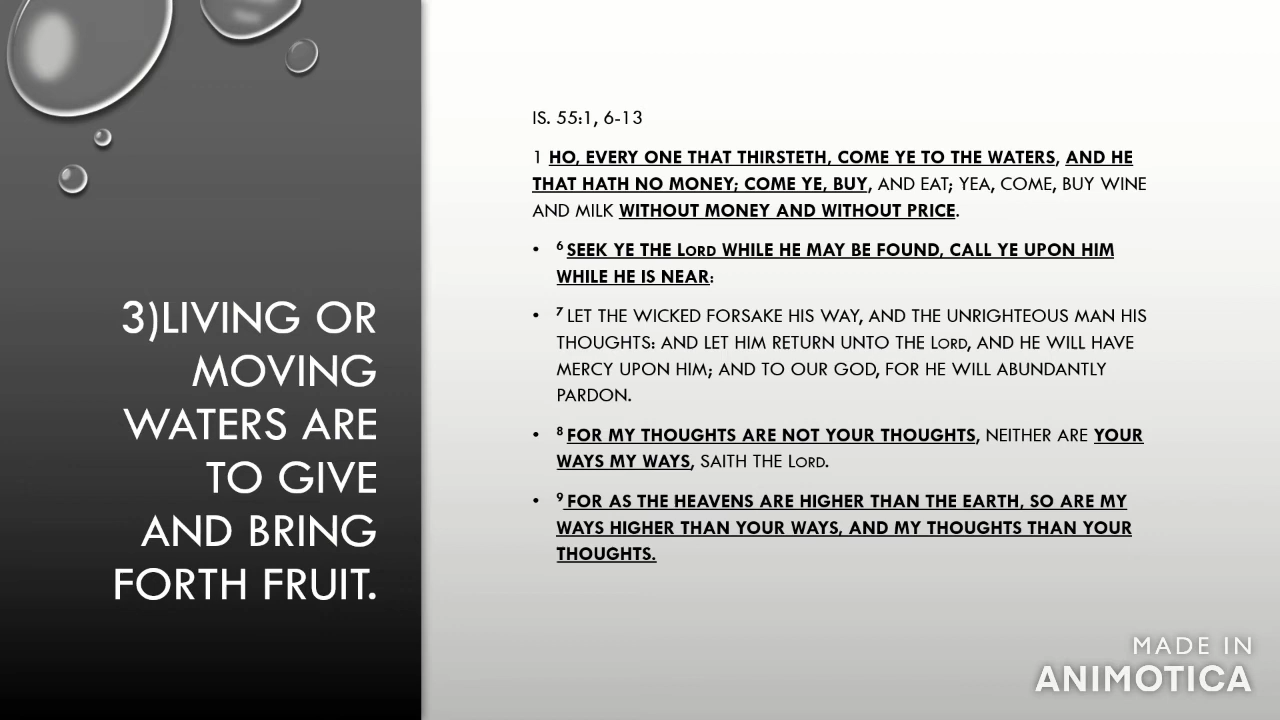 3)LIVING OR
MOVING
WATERS ARE
TO GIVE
AND BRING
FORTH FRUIT.
IS. 55:1, 6-13
1 HO, EVERY ONE THAT THIRSTETH, COME YE TO THE WATERS, AND HE
THAT HATH NO MONEY; COME YE, BUY, AND EAT; YEA, COME, BUY WINE
AND MILK WITHOUT MONEY AND WITHOUT PRICE.
• 6 SEEK YE THE LORD WHILE HE MAY BE FOUND, CALL YE UPON HIM
WHILE HE IS NEAR:
• 7 LET THE WICKED FORSAKE HIS WAY, AND THE UNRIGHTEOUS MAN HIS
THOUGHTS: AND LET HIM RETURN UNTO THE LORD, AND HE WILL HAVE
MERCY UPON HIM; AND TO OUR GOD, FOR HE WILL ABUNDANTLY
PARDON.
• 8 FOR MY THOUGHTS ARE NOT YOUR THOUGHTS, NEITHER ARE YOUR
WAYS MY WAYS, SAITH THE LORD.
• 9 FOR AS THE HEAVENS ARE HIGHER THAN THE EARTH, SO ARE MY
WAYS HIGHER THAN YOUR WAYS, AND MY THOUGHTS THAN YOUR
THOUGHTS.
MADE IN
ANIMOTICA